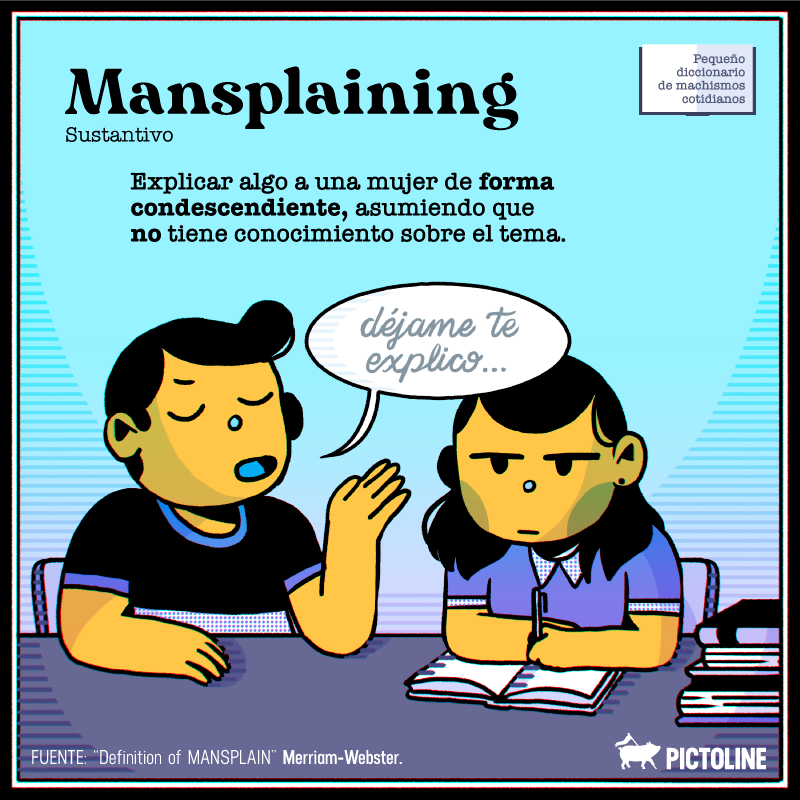 Mansplaining
Sustantivo
Pequeño
diccionario
de machismos
cotidianos
Explicar algo a una mujer de forma
condescendiente, asumiendo que
no tiene conocimiento sobre el tema.
déjame te
explico...
FUENTE: “Definition of MANSPLAIN” Merriam-Webster.
PICTOLINE